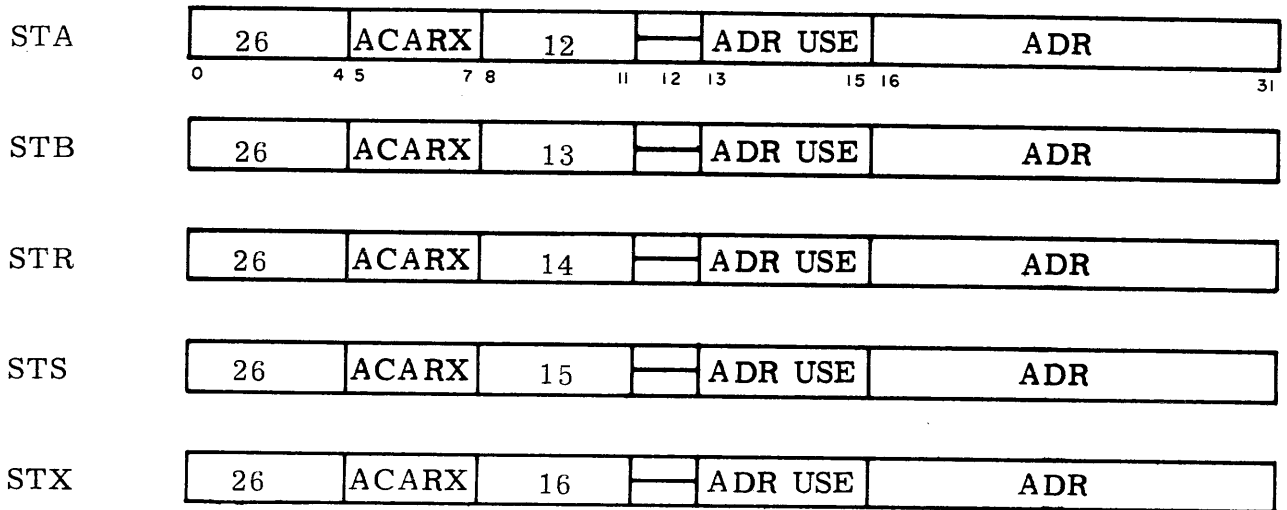 STA 26 ACARX 12 ADR USE ADR
0 4 5 7 8 11 12 13 15 16 31
STB 26 ACARX 13 ADR USE ADR
STR 26 ACARX 14 ADR USE ADR
STS 26 ACARX 15 ADR USE ADR
STX 26 ACARX 16 ADR USE ADR